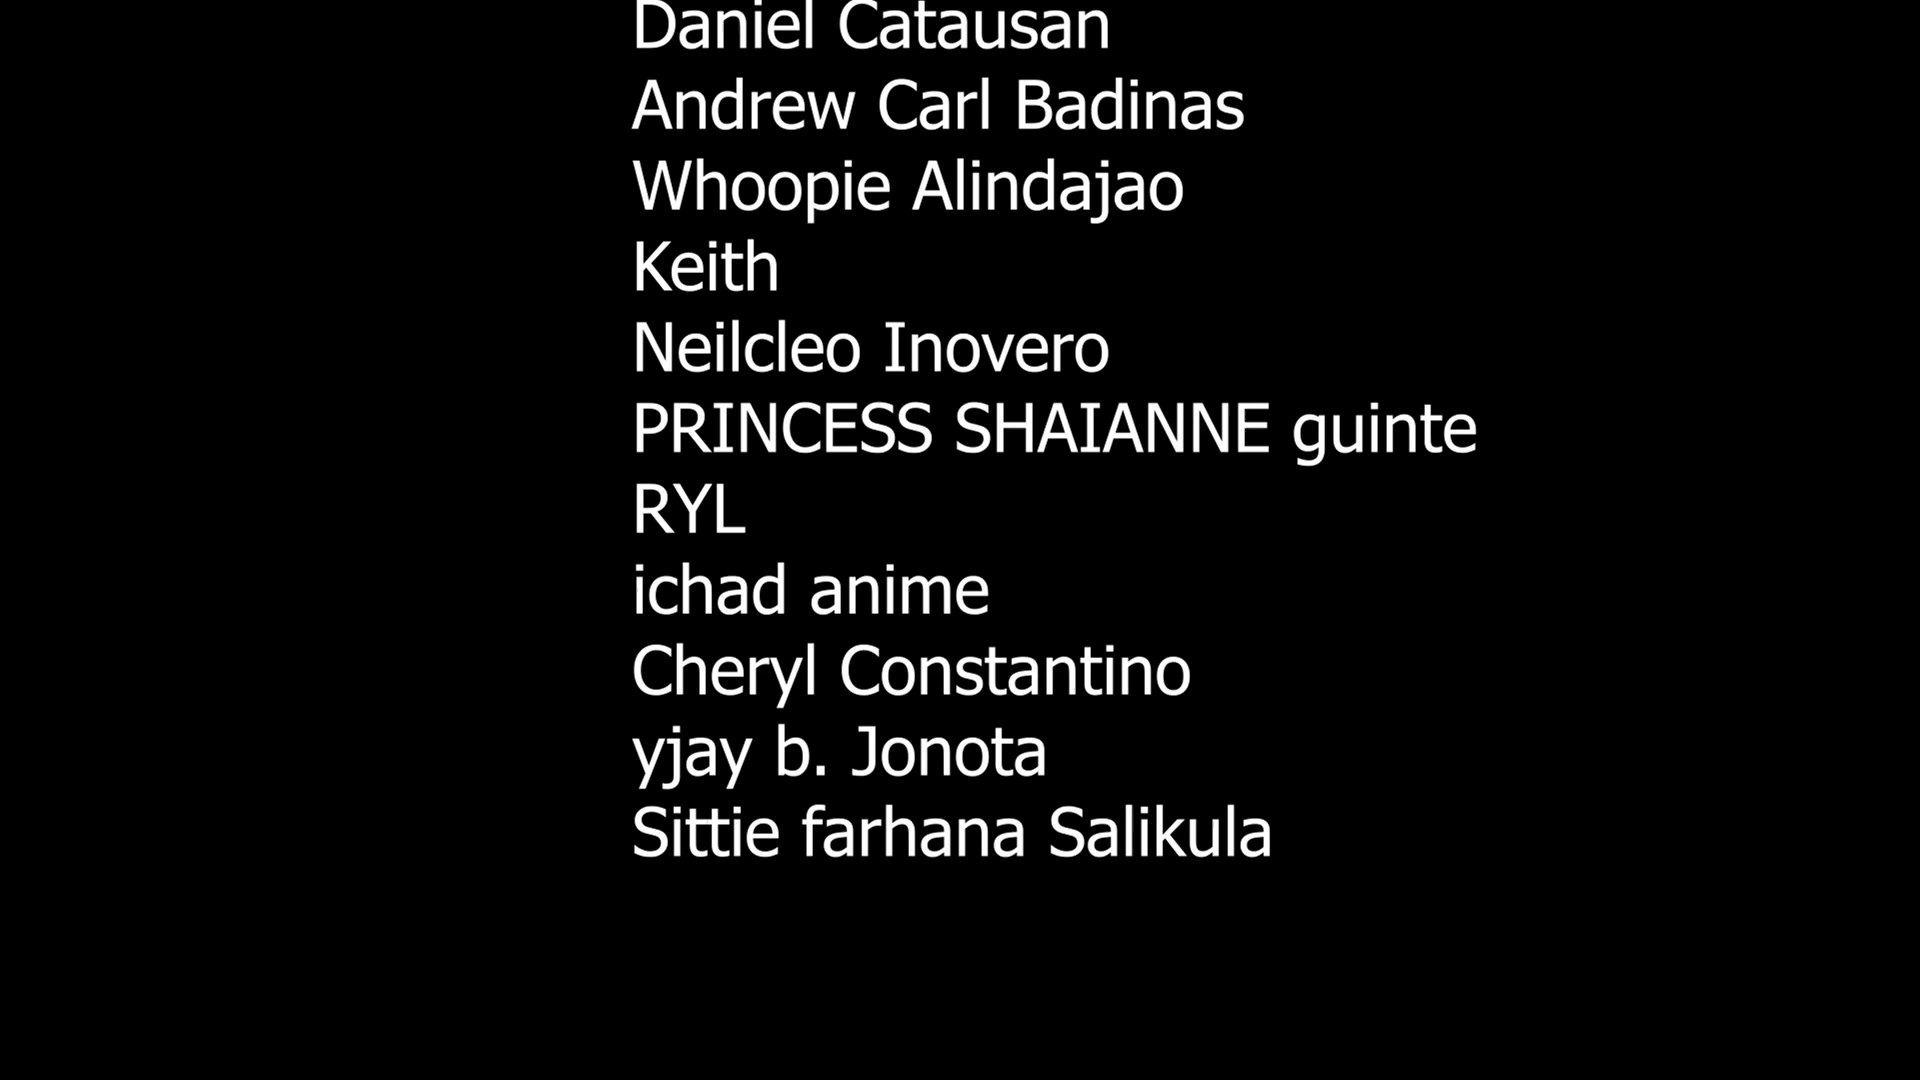 Daniel Catausan
Andrew Carl Badinas
Whoopie Alindajao
Keith
Neilcleo Inovero
PRINCESS SHAIANNE guinte
RYL
ichad anime
Cheryl Constantino
yjay b. Jonota
Sittie farhana Salikula